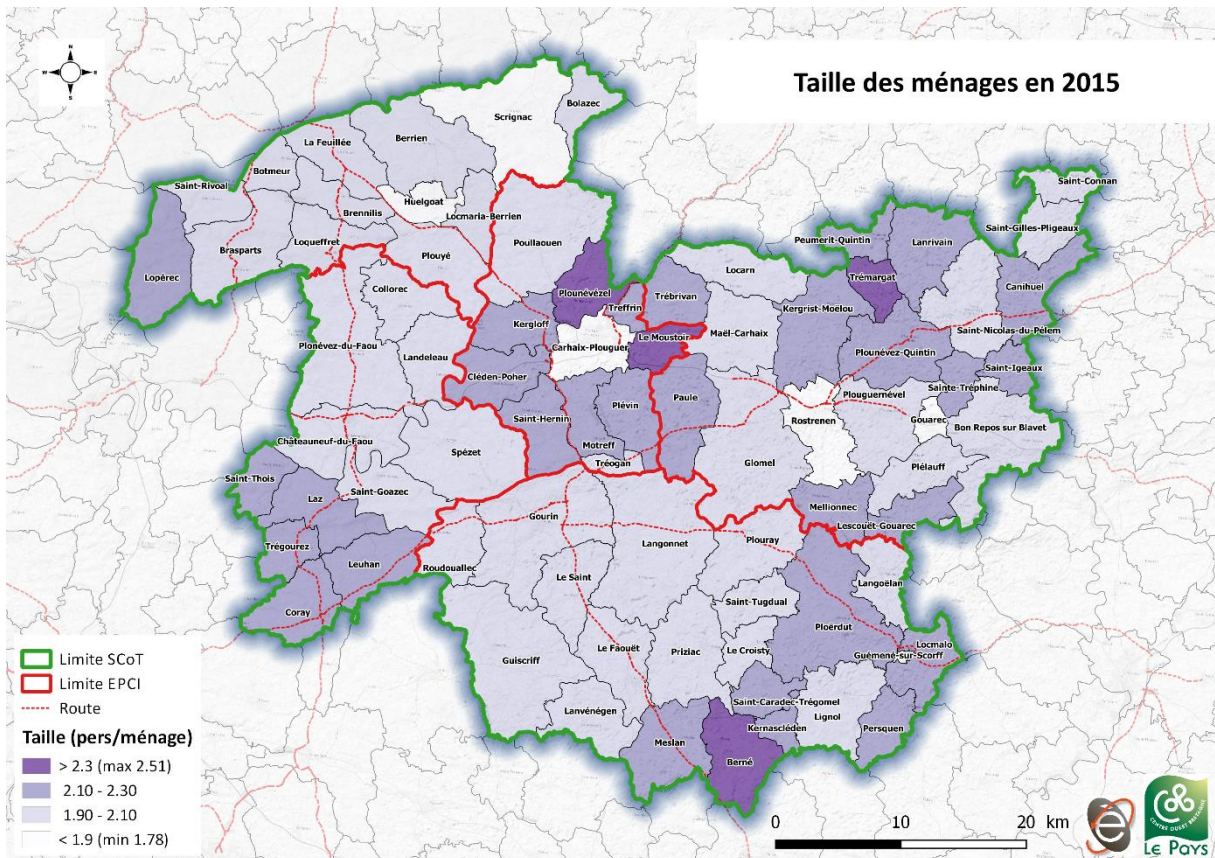 Taille des ménages en 2015
N
W
E
S
Bolazec
Scrignac
Berrien
La Feuillée
Botmeur
Saint-Rivoal
Huelgoat
Locmaria-Berrien
Brennilis
Loqueffret
Brasparts
Plouyé
Poullaouen
Lopérec
Collorec
Plonévez-du-Faou
Landeleau
Plounévézel
Treffrin
Kergloff
Carhaix-Plouguer
Le Moustoir
Cléden-Poher
Saint-Hernin
Plévin
Motreff
Tréogan
Châteauneuf-du-Faou
Spézet
Saint-Thois
Laz
Saint-Goazec
Trégourez
Leuhan
Coray
Saint-Connan
Saint-Gilles-Pligeaux
Peumerit-Quintin
Lanrivain
Locarn
Trémargat
Canihuel
Trébrivan
Kergrist-Moëlou
Maël-Carhaix
Saint-Nicolas-du-Pélem
Plounévez-Quintin
Saint-Igeaux
Sainte-Tréphine
Paule
Plouguernével
Rostrenen
Gouarec
Bon Repos sur Blavet
Glomel
Plélauff
Mellionnec
Lescouët-Gouarec
Gourin
Langonnet
Plouray
Roudouallec
Le Saint
Langoëlan
Saint-Tugdual
Ploërdut
Locmalo
Guémené-sur-Scorff
Guiscriff
Le Faouët
Priziac
Le Croisty
Lanvénégen
Saint-Caradec-Trégomel
Lignol
Kernascléden
Persquen
Meslan
Berné
Limite SCoT
Limite EPCI
Route
Taille (pers/ménage)
> 2.3 (max 2.51)
2.10 - 2.30
1.90 - 2.10
< 1.9 (min 1.78)
0 10 20 km
è
CENTRE OUEST BRETAGNE
LE PAYS